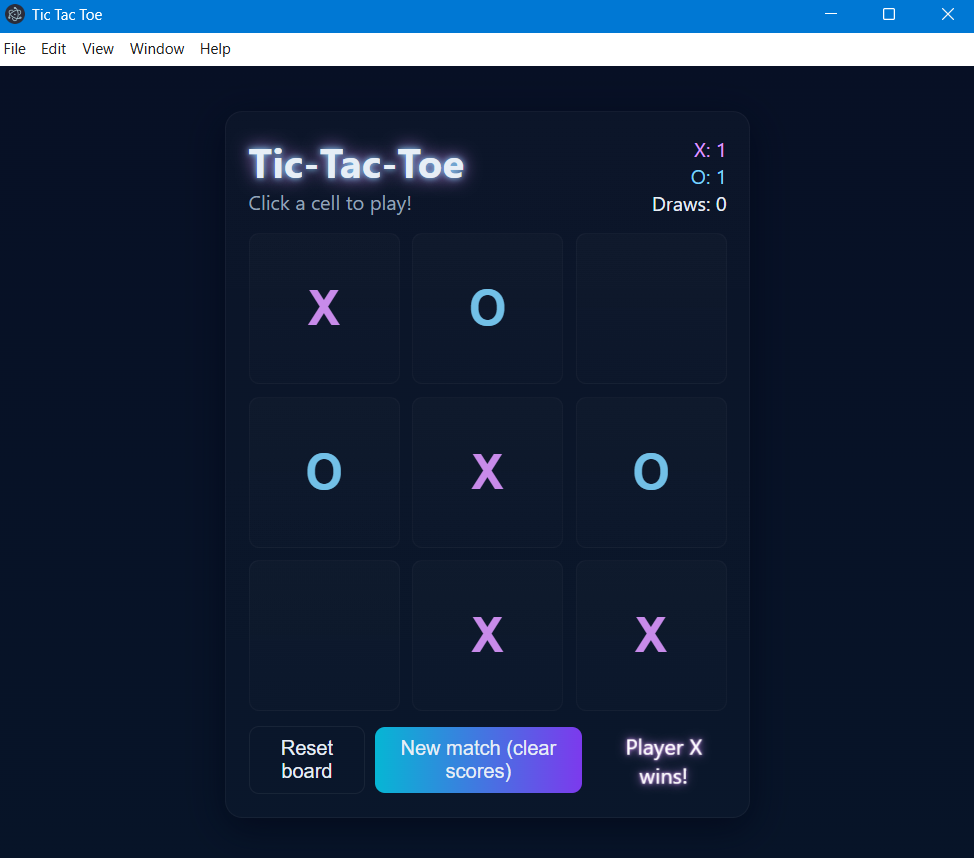 Tic Tac Toe
File Edit View Window Help
Tic-Tac-Toe
Click a cell to play!
X: 1
O: 1
Draws: 0
X O
O X O
X X
Reset
board
New match (clear
scores)
Player X
wins!